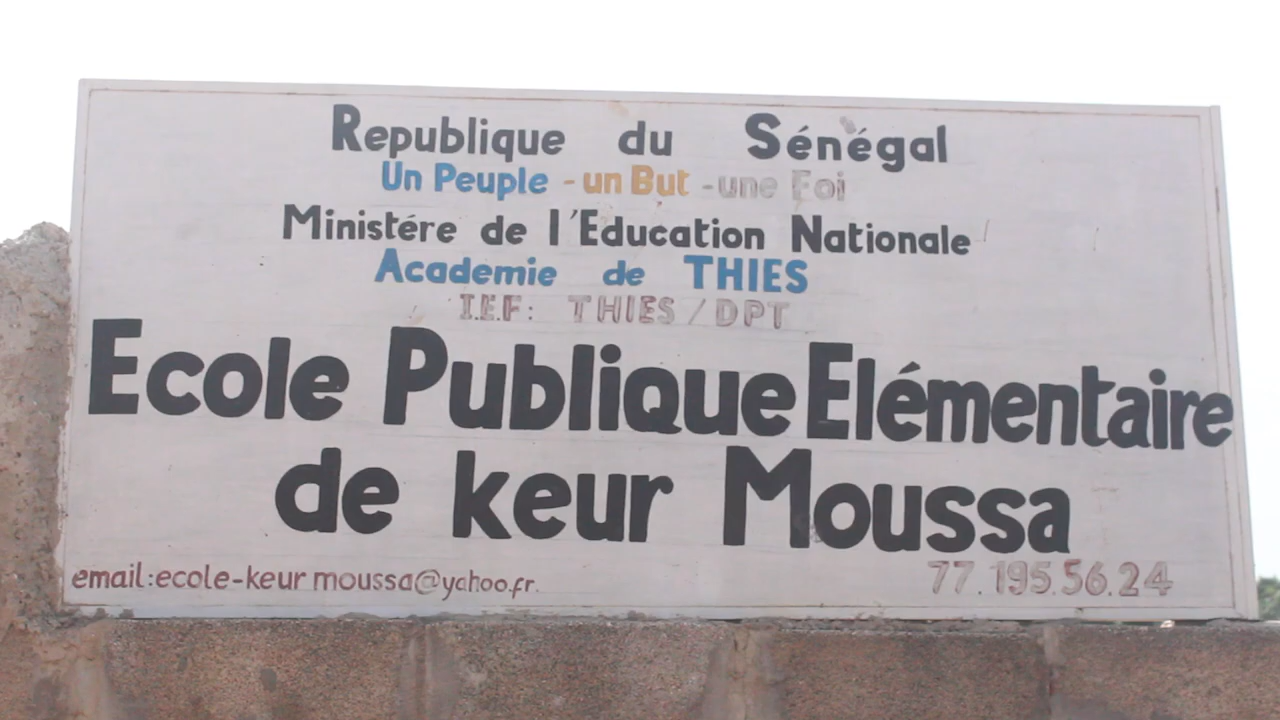 Republique du Sénégal
Un Peuple - un But - une Foi
Ministére de l'Education Nationale
Academie de THIES
I.E.F: THIES / DPT
Ecole Publique Elémentaire
de keur Moussa
email:ecole-keur moussa@yahoo.fr.
77.195.56.24